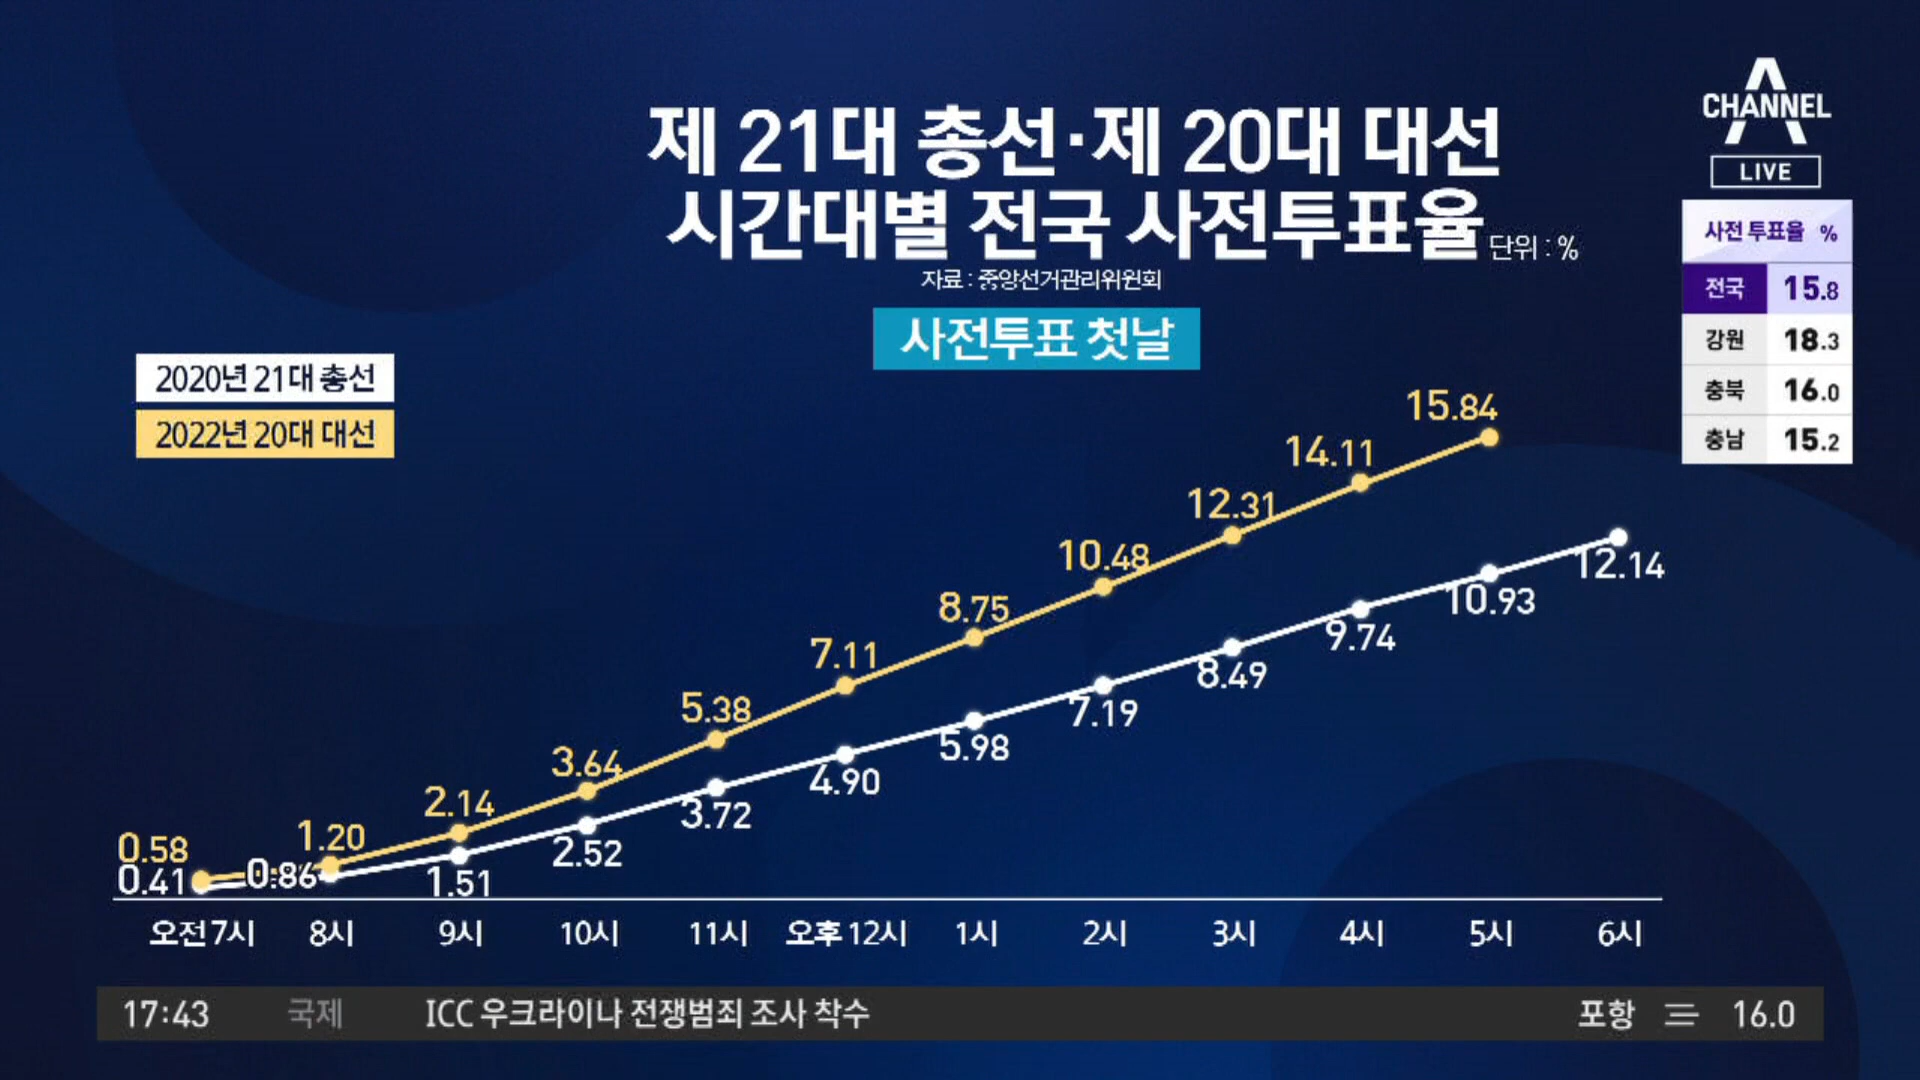 제 21대 총선·제 20대 대선
시간대별 전국 사전투표율 단위 : %
자료 : 중앙선거관리위원회
사전투표 첫날
CHANNEL A
LIVE
사전 투표율 %
전국 15.8
강원 18.3
충북 16.0
충남 15.2
2020년 21대 총선
2022년 20대 대선
0.58 1.20 2.14 3.64 5.38 7.11 8.75 10.48 12.31 14.11 15.84
0.41 0.86 1.51 2.52 3.72 4.90 5.98 7.19 8.49 9.74 10.93 12.14
오전 7시 8시 9시 10시 11시 오후 12시 1시 2시 3시 4시 5시 6시
17:43 국제 ICC 우크라이나 전쟁범죄 조사 착수 포항 16.0